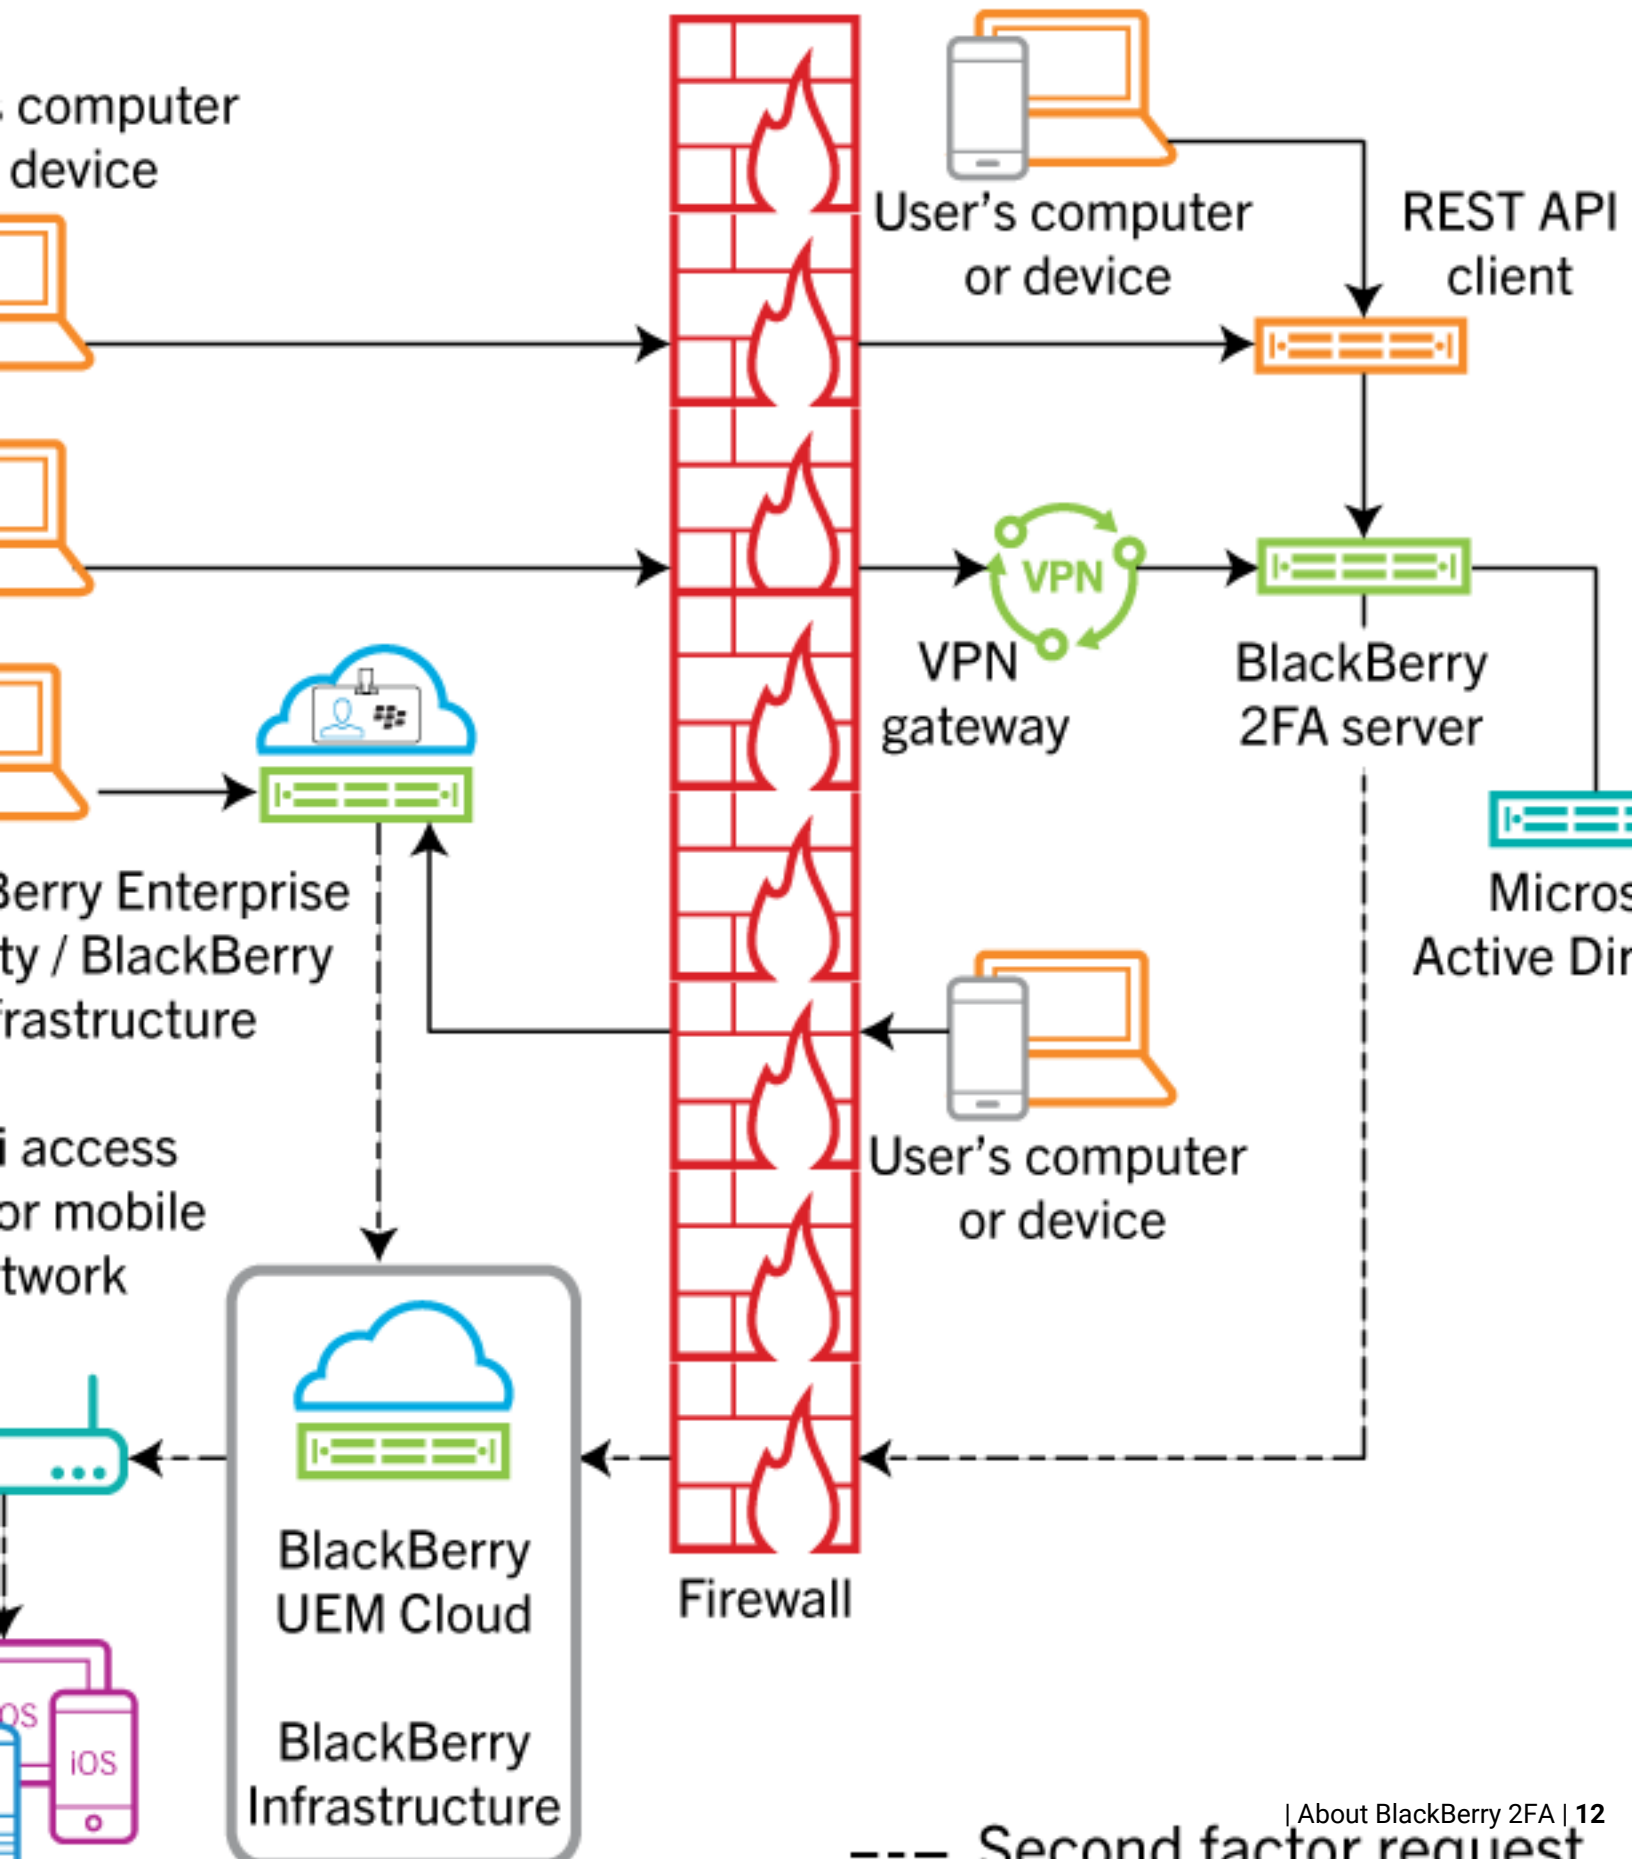 computer
device
User's computer
or device
REST API
client
VPN
VPN
gateway
BlackBerry
2FA server
Berry Enterprise
ty / BlackBerry
frastructure
Micros
Active Dir
i access
or mobile
twork
User's computer
or device
BlackBerry
UEM Cloud
BlackBerry
Infrastructure
Firewall
OS
iOS
| About BlackBerry 2FA | 12
Second factor request